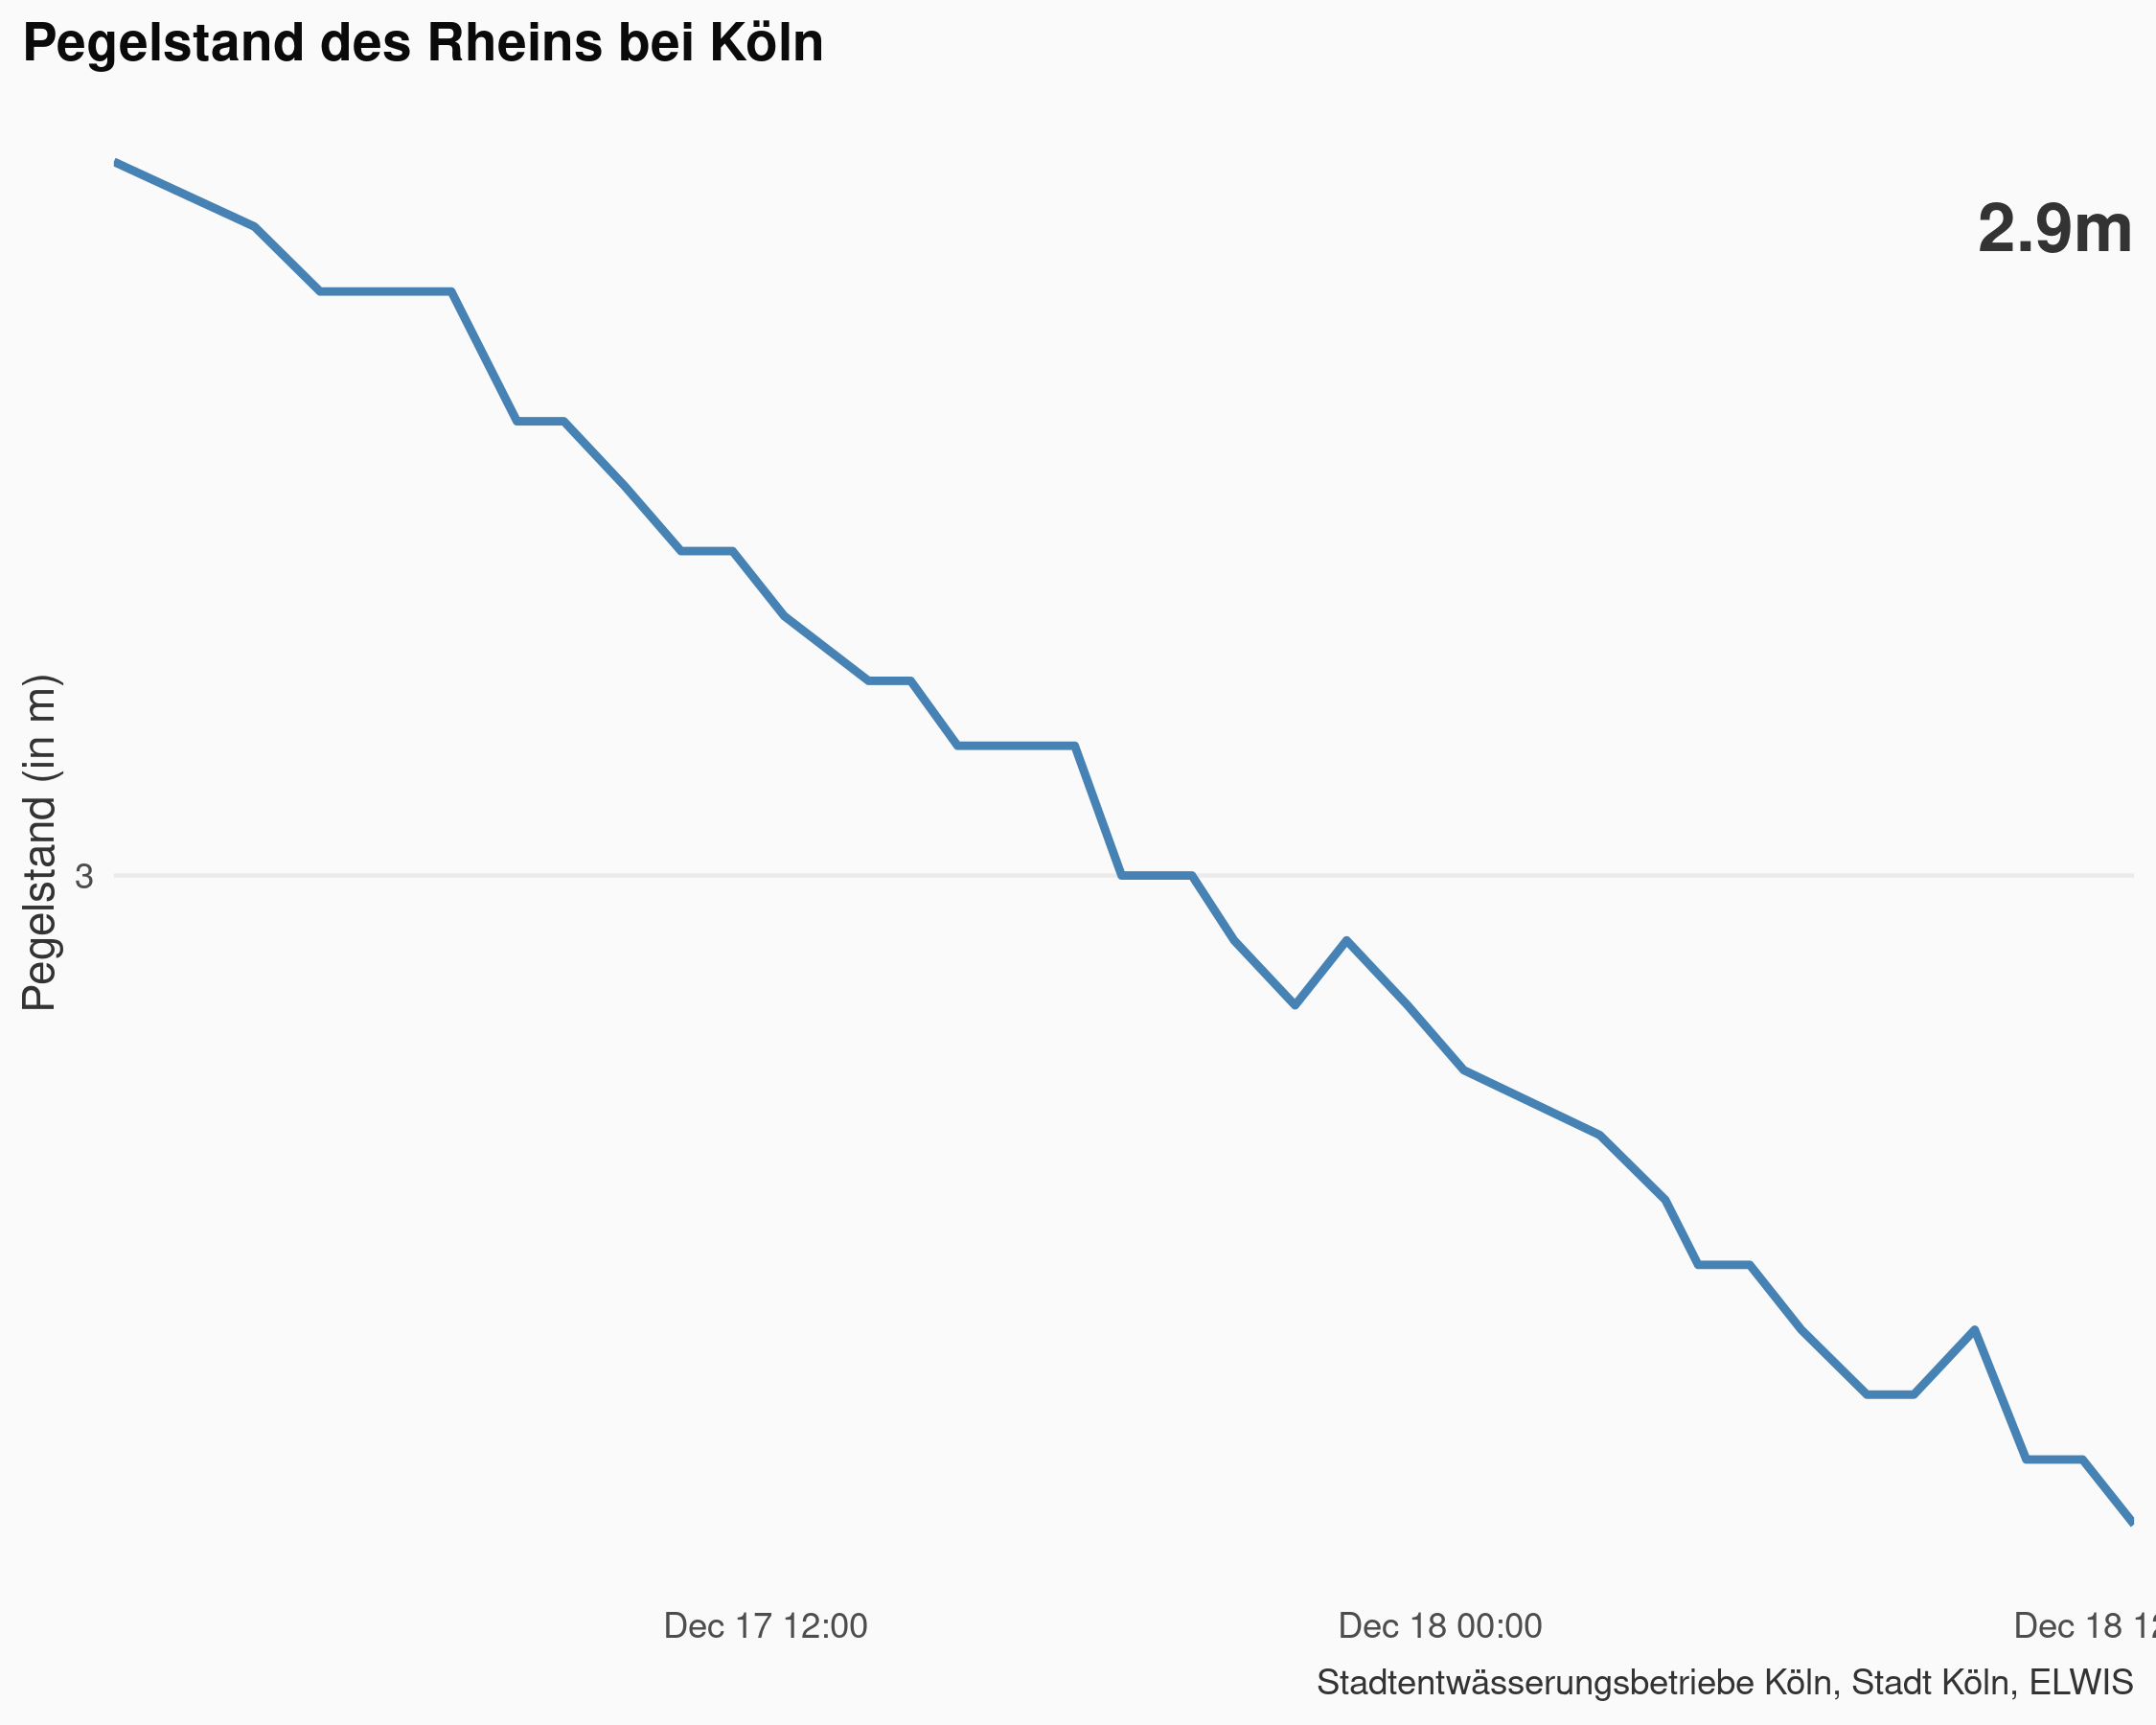 Pegelstand des Rheins bei Köln
2.9m
Pegelstand (in m)
3
Dec 17 12:00
Dec 18 00:00
Dec 18 12
Stadtentwässerungsbetriebe Köln, Stadt Köln, ELWIS